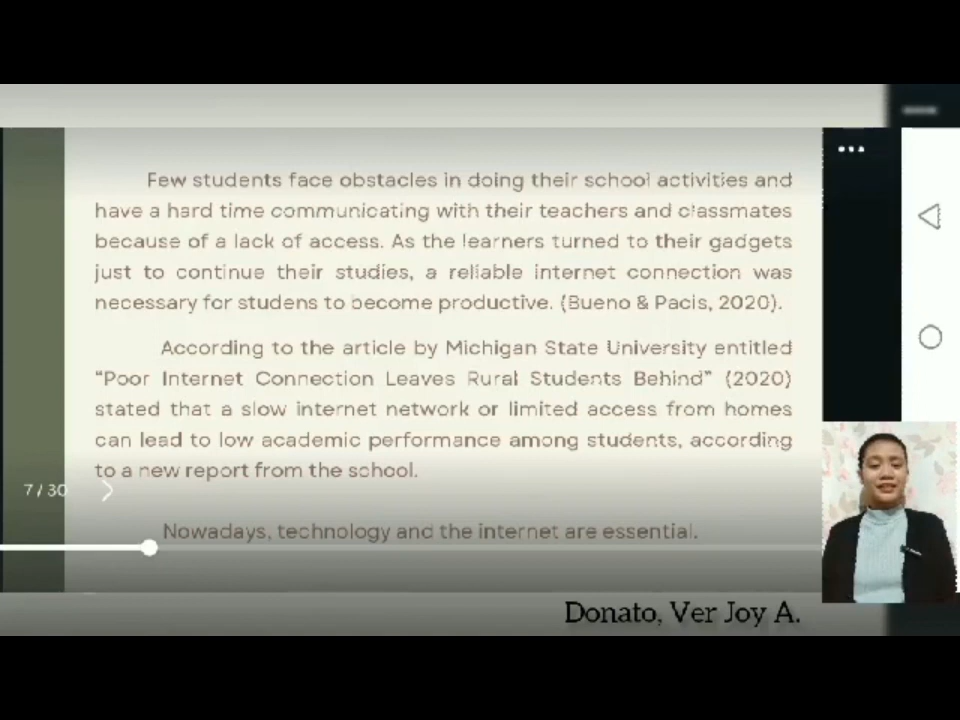 Few students face obstacles in doing their school activities and
have a hard time communicating with their teachers and classmates
because of a lack of access. As the learners turned to their gadgets
just to continue their studies, a reliable internet connection was
necessary for studens to become productive. (Bueno & Pacis, 2020).
According to the article by Michigan State University entitled
“Poor Internet Connection Leaves Rural Students Behind” (2020)
stated that a slow internet network or limited access from homes
can lead to low academic performance among students, according
to a new report from the school.
7 / 30
Nowadays, technology and the internet are essential.
Donato, Ver Joy A.